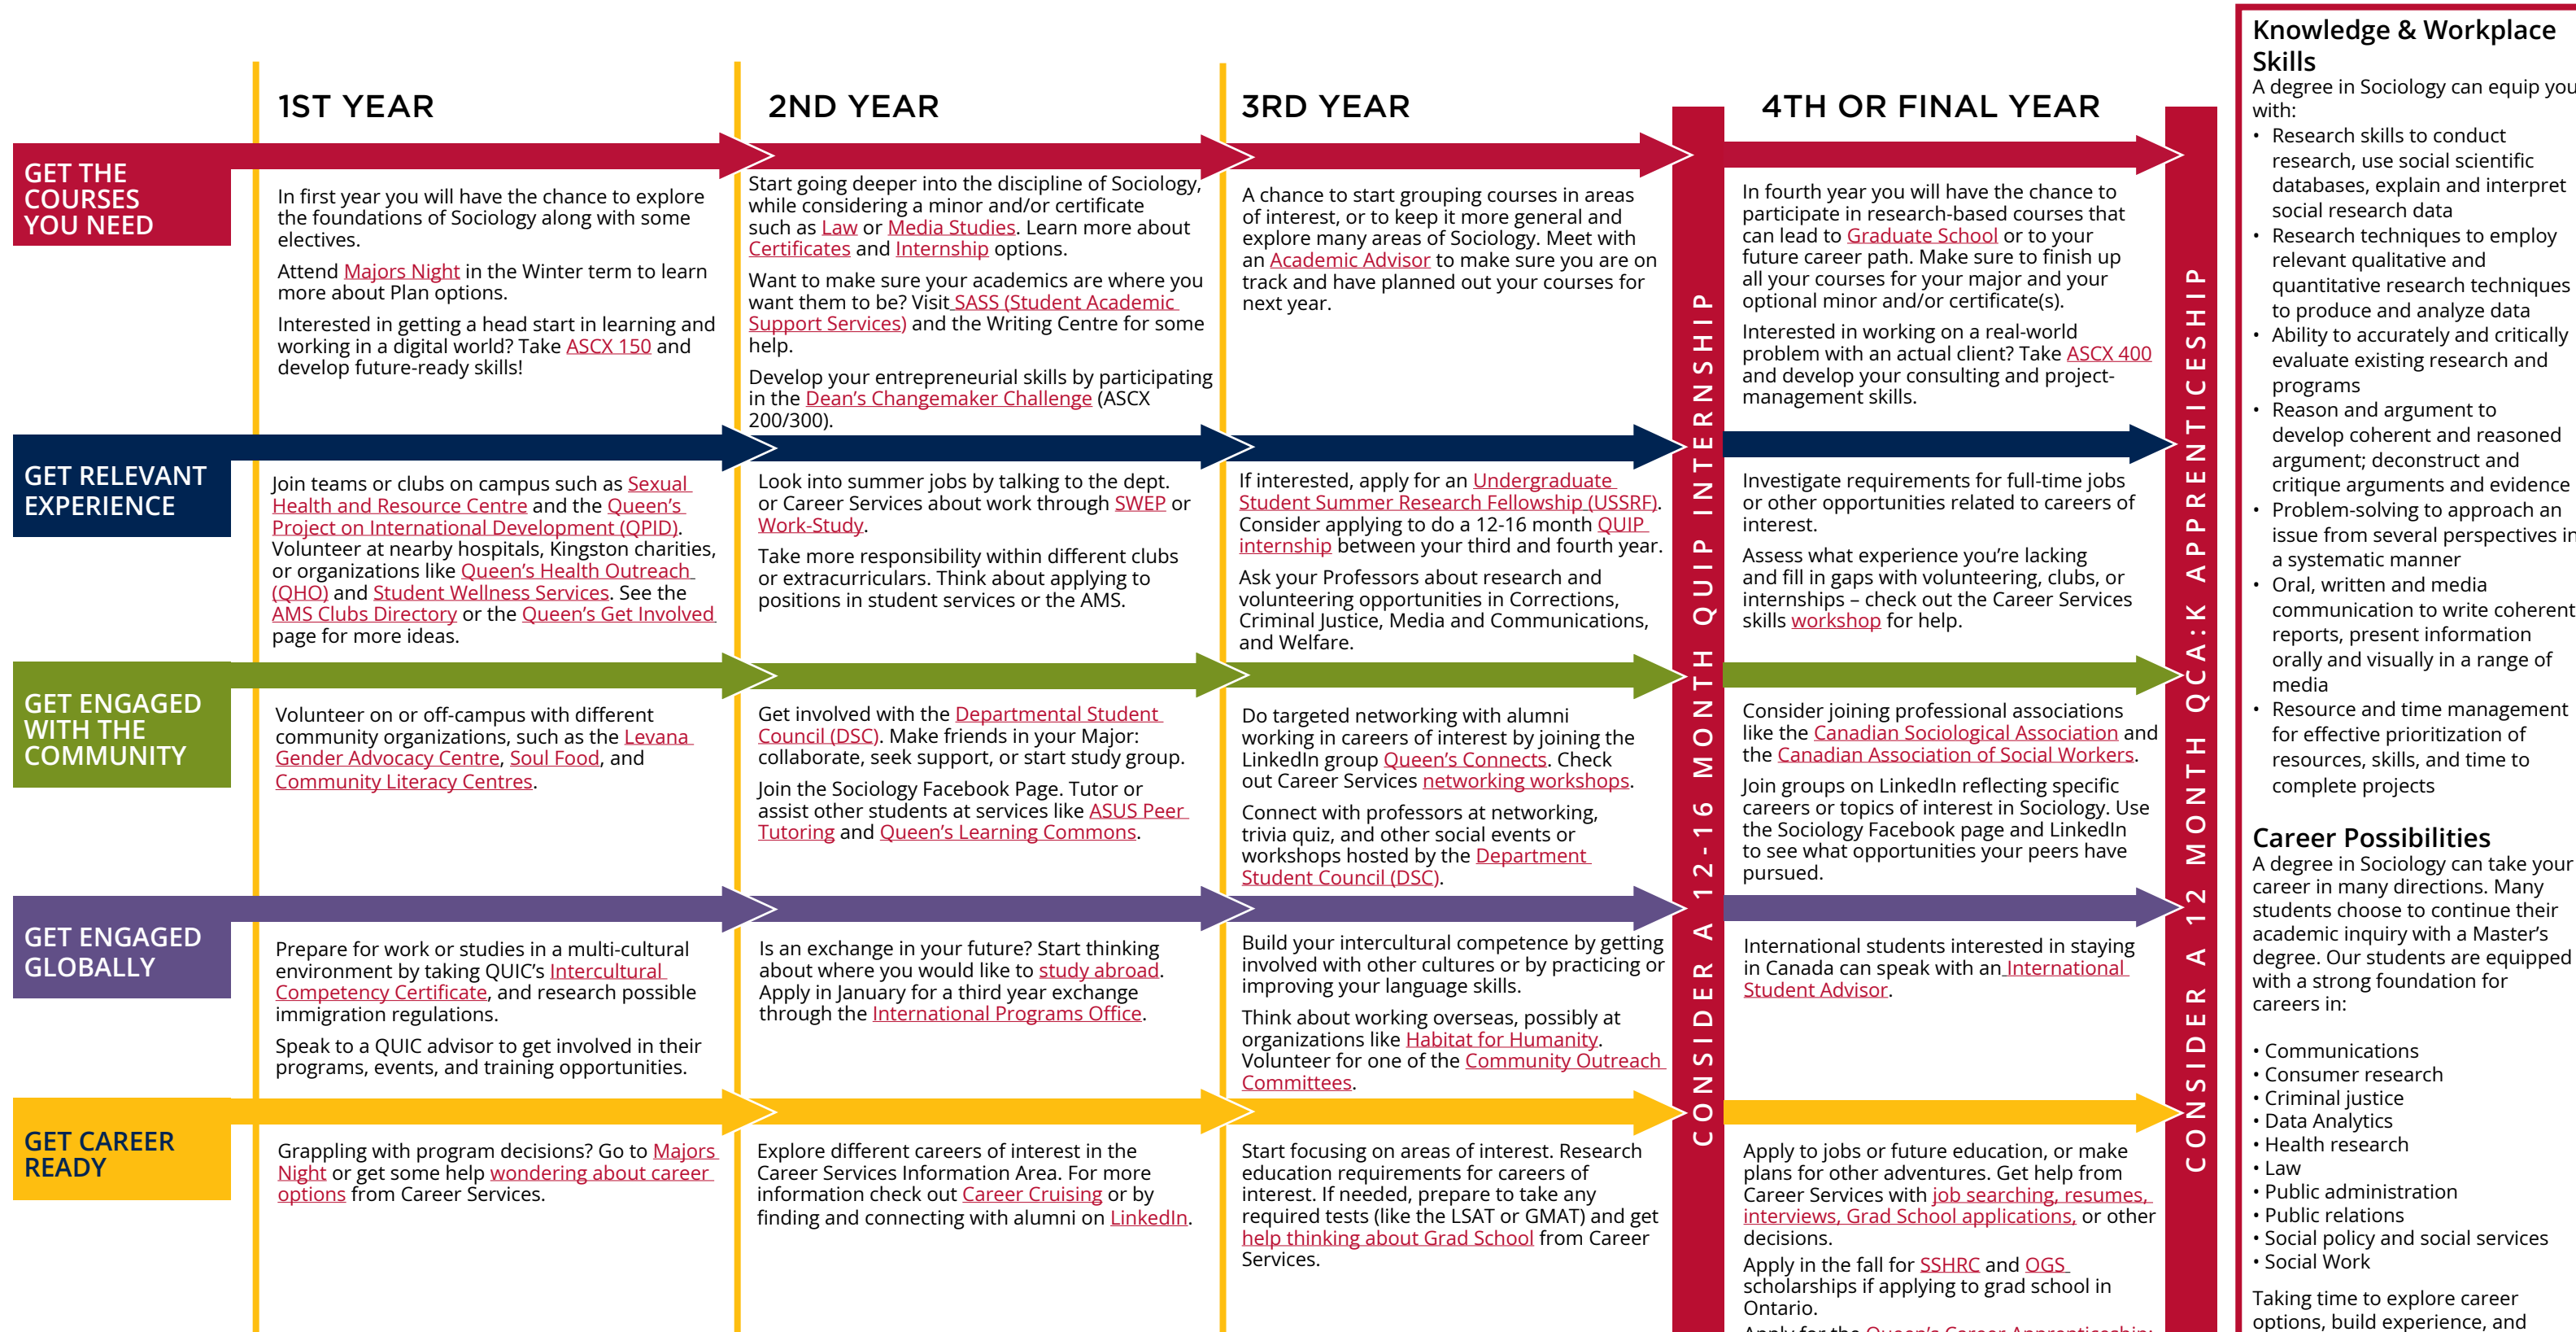 1ST YEAR
2ND YEAR
3RD YEAR
4TH OR FINAL YEAR
GET THE
COURSES
YOU NEED
In first year you will have the chance to explore
the foundations of Sociology along with some
electives.
Attend Majors Night in the Winter term to learn
more about Plan options.
Interested in getting a head start in learning and
working in a digital world? Take ASCX 150 and
develop future-ready skills!
Start going deeper into the discipline of Sociology,
while considering a minor and/or certificate
such as Law or Media Studies. Learn more about
Certificates and Internship options.
Want to make sure your academics are where you
want them to be? Visit SASS (Student Academic
Support Services) and the Writing Centre for some
help.
Develop your entrepreneurial skills by participating
in the Dean’s Changemaker Challenge (ASCX
200/300).
A chance to start grouping courses in areas
of interest, or to keep it more general and
explore many areas of Sociology. Meet with
an Academic Advisor to make sure you are on
track and have planned out your courses for
next year.
In fourth year you will have the chance to
participate in research-based courses that
can lead to Graduate School or to your
future career path. Make sure to finish up
all your courses for your major and your
optional minor and/or certificate(s).
Interested in working on a real-world
problem with an actual client? Take ASCX 400
and develop your consulting and project-
management skills.
GET RELEVANT
EXPERIENCE
Join teams or clubs on campus such as Sexual
Health and Resource Centre and the Queen’s
Project on International Development (QPID).
Volunteer at nearby hospitals, Kingston charities,
or organizations like Queen’s Health Outreach
(QHO) and Student Wellness Services. See the
AMS Clubs Directory or the Queen’s Get Involved
page for more ideas.
Look into summer jobs by talking to the dept.
or Career Services about work through SWEP or
Work-Study.
Take more responsibility within different clubs
or extracurriculars. Think about applying to
positions in student services or the AMS.
If interested, apply for an Undergraduate
Student Summer Research Fellowship (USSRF).
Consider applying to do a 12-16 month QUIP
internship between your third and fourth year.
Ask your Professors about research and
volunteering opportunities in Corrections,
Criminal Justice, Media and Communications,
and Welfare.
Investigate requirements for full-time jobs
or other opportunities related to careers of
interest.
Assess what experience you’re lacking
and fill in gaps with volunteering, clubs, or
internships – check out the Career Services
skills workshop for help.
GET ENGAGED
WITH THE
COMMUNITY
Volunteer on or off-campus with different
community organizations, such as the Levana
Gender Advocacy Centre, Soul Food, and
Community Literacy Centres.
Get involved with the Departmental Student
Council (DSC). Make friends in your Major:
collaborate, seek support, or start study group.
Join the Sociology Facebook Page. Tutor or
assist other students at services like ASUS Peer
Tutoring and Queen’s Learning Commons.
Do targeted networking with alumni
working in careers of interest by joining the
LinkedIn group Queen’s Connects. Check
out Career Services networking workshops.
Connect with professors at networking,
trivia quiz, and other social events or
workshops hosted by the Department
Student Council (DSC).
Consider joining professional associations
like the Canadian Sociological Association and
the Canadian Association of Social Workers.
Join groups on LinkedIn reflecting specific
careers or topics of interest in Sociology. Use
the Sociology Facebook page and LinkedIn
to see what opportunities your peers have
pursued.
GET ENGAGED
GLOBALLY
Prepare for work or studies in a multi-cultural
environment by taking QUIC’s Intercultural
Competency Certificate, and research possible
immigration regulations.
Speak to a QUIC advisor to get involved in their
programs, events, and training opportunities.
Is an exchange in your future? Start thinking
about where you would like to study abroad.
Apply in January for a third year exchange
through the International Programs Office.
Build your intercultural competence by getting
involved with other cultures or by practicing or
improving your language skills.
Think about working overseas, possibly at
organizations like Habitat for Humanity.
Volunteer for one of the Community Outreach
Committees.
International students interested in staying
in Canada can speak with an International
Student Advisor.
GET CAREER
READY
Grappling with program decisions? Go to Majors
Night or get some help wondering about career
options from Career Services.
Explore different careers of interest in the
Career Services Information Area. For more
information check out Career Cruising or by
finding and connecting with alumni on LinkedIn.
Start focusing on areas of interest. Research
education requirements for careers of
interest. If needed, prepare to take any
required tests (like the LSAT or GMAT) and get
help thinking about Grad School from Career
Services.
Apply to jobs or future education, or make
plans for other adventures. Get help from
Career Services with job searching, resumes,
interviews, Grad School applications, or other
decisions.
Apply in the fall for SSHRC and OGS
scholarships if applying to grad school in
Ontario.
Apply for the Queen’s Career Apprenticeship:
CONSIDER A 12-16 MONTH QUIP INTERNSHIP
CONSIDER A 12 MONTH QCA:K APPRENTICESHIP
Knowledge & Workplace
Skills
A degree in Sociology can equip you
with:
• Research skills to conduct
research, use social scientific
databases, explain and interpret
social research data
• Research techniques to employ
relevant qualitative and
quantitative research techniques
to produce and analyze data
• Ability to accurately and critically
evaluate existing research and
programs
• Reason and argument to
develop coherent and reasoned
argument; deconstruct and
critique arguments and evidence
• Problem-solving to approach an
issue from several perspectives in
a systematic manner
• Oral, written and media
communication to write coherent
reports, present information
orally and visually in a range of
media
• Resource and time management
for effective prioritization of
resources, skills, and time to
complete projects
Career Possibilities
A degree in Sociology can take your
career in many directions. Many
students choose to continue their
academic inquiry with a Master’s
degree. Our students are equipped
with a strong foundation for
careers in:
• Communications
• Consumer research
• Criminal justice
• Data Analytics
• Health research
• Law
• Public administration
• Public relations
• Social policy and social services
• Social Work
Taking time to explore career
options, build experience, and